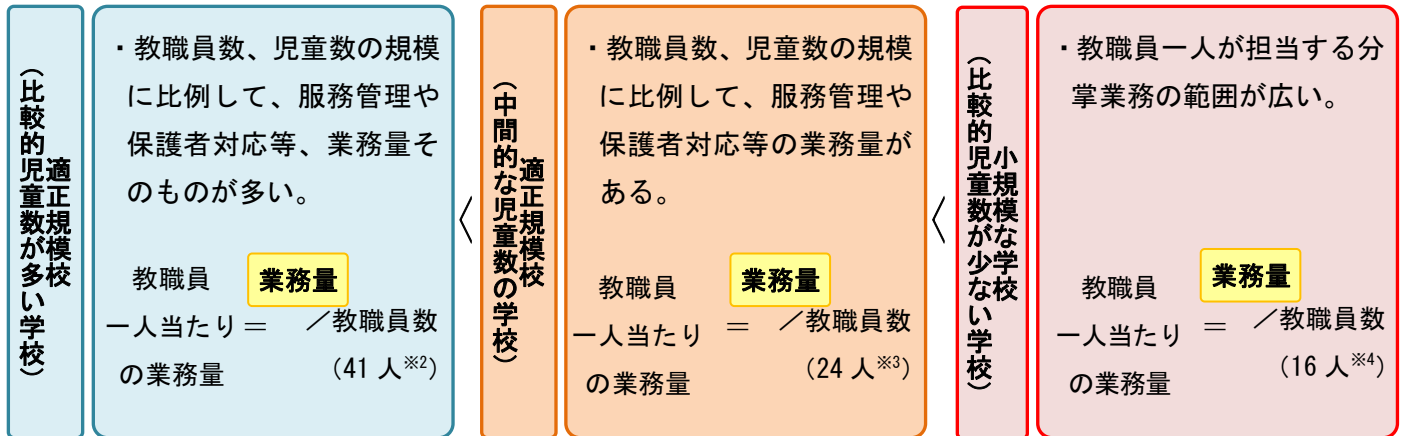 適正規模校
(比較的児童数が多い学校)
・教職員数、児童数の規模
に比例して、服務管理や
保護者対応等、業務量そ
のものが多い。
教職員
一人当たり
の業務量
=
業務量
/教職員数
(41 人※2)
<
適正規模校
(中間的な児童数の学校)
・教職員数、児童数の規模
に比例して、服務管理や
保護者対応等の業務量が
ある。
教職員
一人当たり
の業務量
=
業務量
/教職員数
(24 人※3)
<
小規模な学校
(比較的児童数が少ない学校)
・教職員一人が担当する分
掌業務の範囲が広い。
教職員
一人当たり
の業務量
=
業務量
/教職員数
(16 人※4)